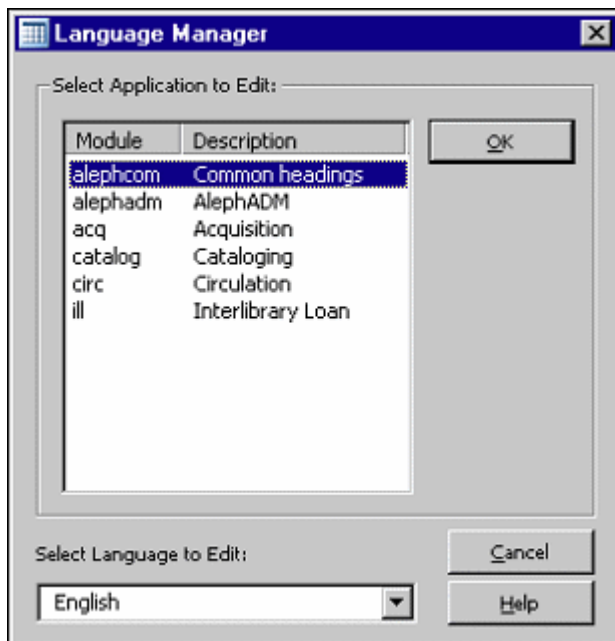 Language Manager
Select Application to Edit:
Module Description
OK
alephcom Common headings
alephadm AlephADM
acq Acquisition
catalog Cataloging
circ Circulation
ill Interlibrary Loan
Select Language to Edit:
Cancel
English
Help